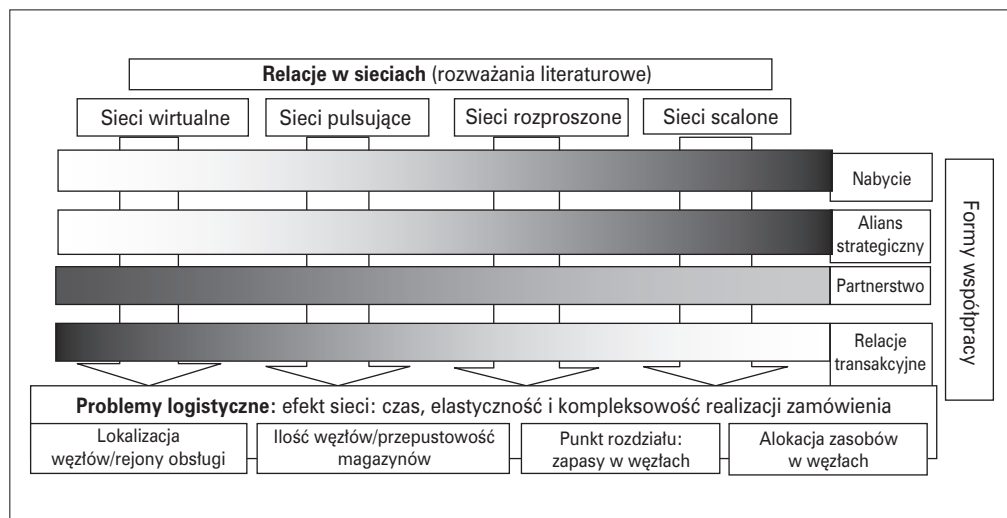 Relacje w sieciach (rozważania literaturowe)
Sieci wirtualne
Sieci pulsujące
Sieci rozproszone
Sieci scalone
Nabycie
Alians
strategiczny
Partnerstwo
Relacje
transakcyjne
Formy współpracy
Problemy logistyczne: efekt sieci: czas, elastyczność i kompleksowość realizacji zamówienia
Lokalizacja
węzłów/rejony obsługi
Ilość węzłów/przepustowość
magazynów
Punkt rozdziału:
zapasy w węzłach
Alokacja zasobów
w węzłach